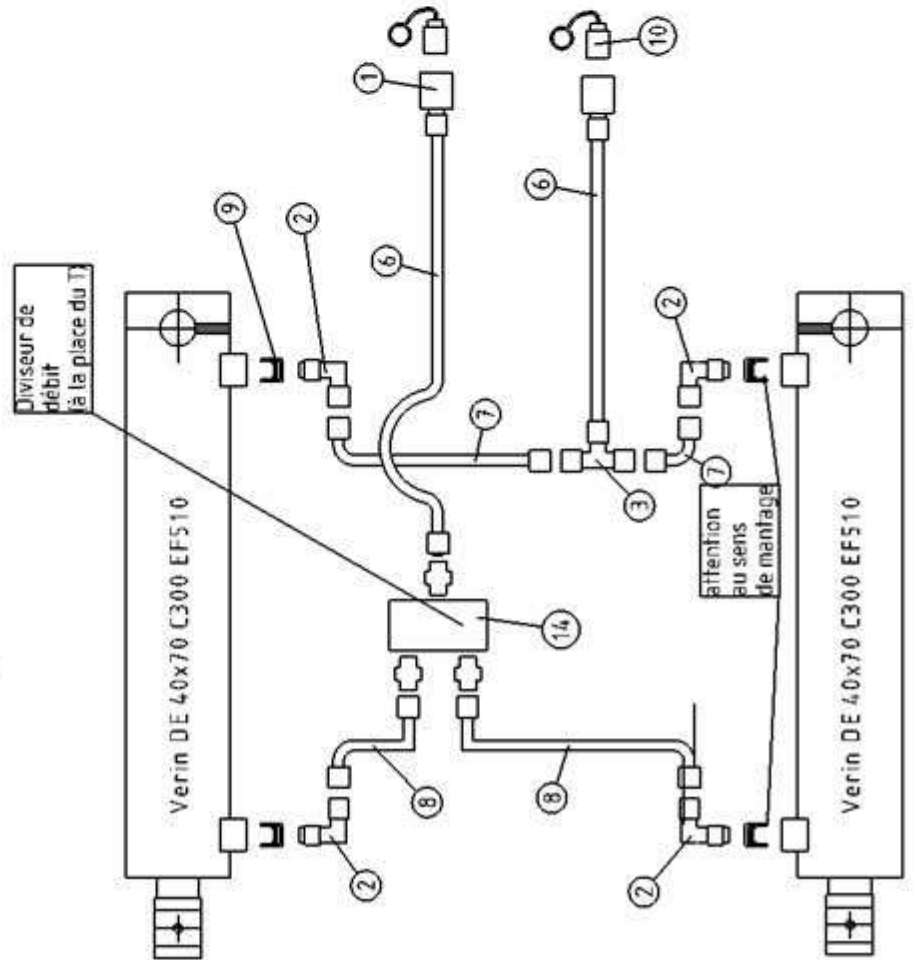 Diviseur de
débit
(à la place du T)
Verin DE 40x70 C300 EF510
9
2
1
10
6
6
2
7
3
7
attention
au sens
de mantage
14
8
8
2
2
Verin DE 40x70 C300 EF510